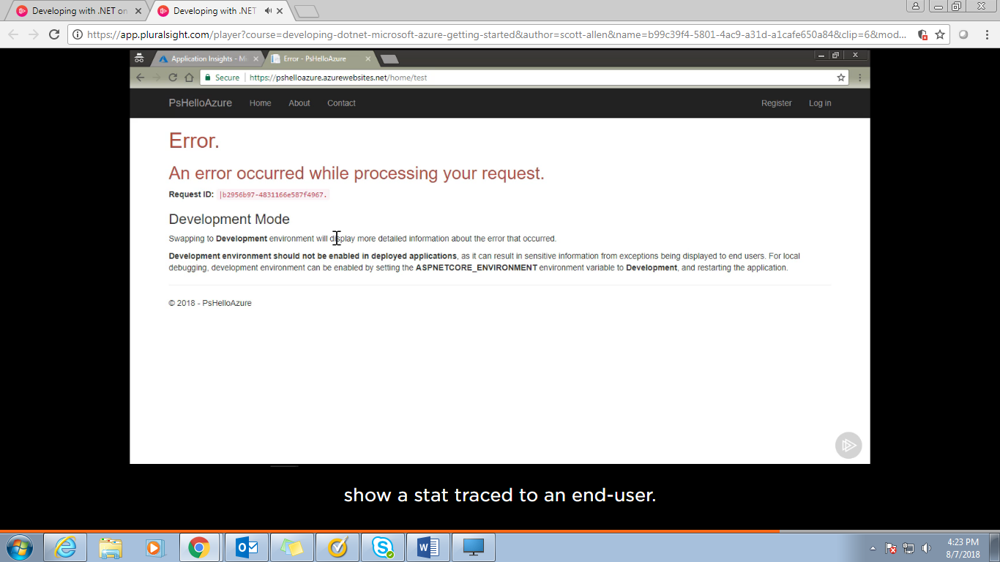 Developing with .NET on
Developing with .NET
https://app.pluralsight.com/player?course=developing-dotnet-microsoft-azure-getting-started&author=scott-allen&name=b99c39f4-5801-4ac9-a31d-a1cafe650a84&clip=6&mod...
Application Insights - Mi
Error - PsHelloAzure
Secure
https://pshelloazure.azurewebsites.net/home/test
PsHelloAzure Home About Contact Register Log in
Error.
An error occurred while processing your request.
Request ID: |b2956b97-4831166e587f4967.
Development Mode
Swapping to Development environment will display more detailed information about the error that occurred.
Development environment should not be enabled in deployed applications, as it can result in sensitive information from exceptions being displayed to end users. For local
debugging, development environment can be enabled by setting the ASPNETCORE_ENVIRONMENT environment variable to Development, and restarting the application.
© 2018 - PsHelloAzure
show a stat traced to an end-user.
4:23 PM
8/7/2018